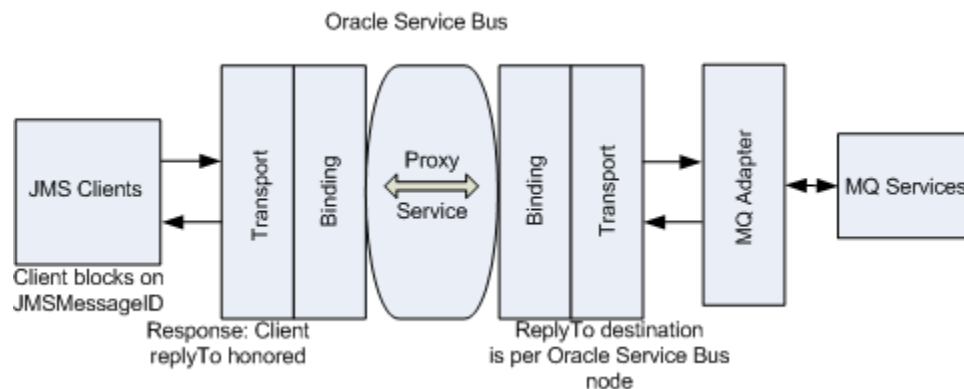 Oracle Service Bus
JMS Clients
Client blocks on
JMSMessageID
Transport
Binding
Response: Client
replyTo honored
Proxy
Service
Binding
Transport
ReplyTo destination
is per Oracle Service Bus
node
MQ Adapter
MQ Services